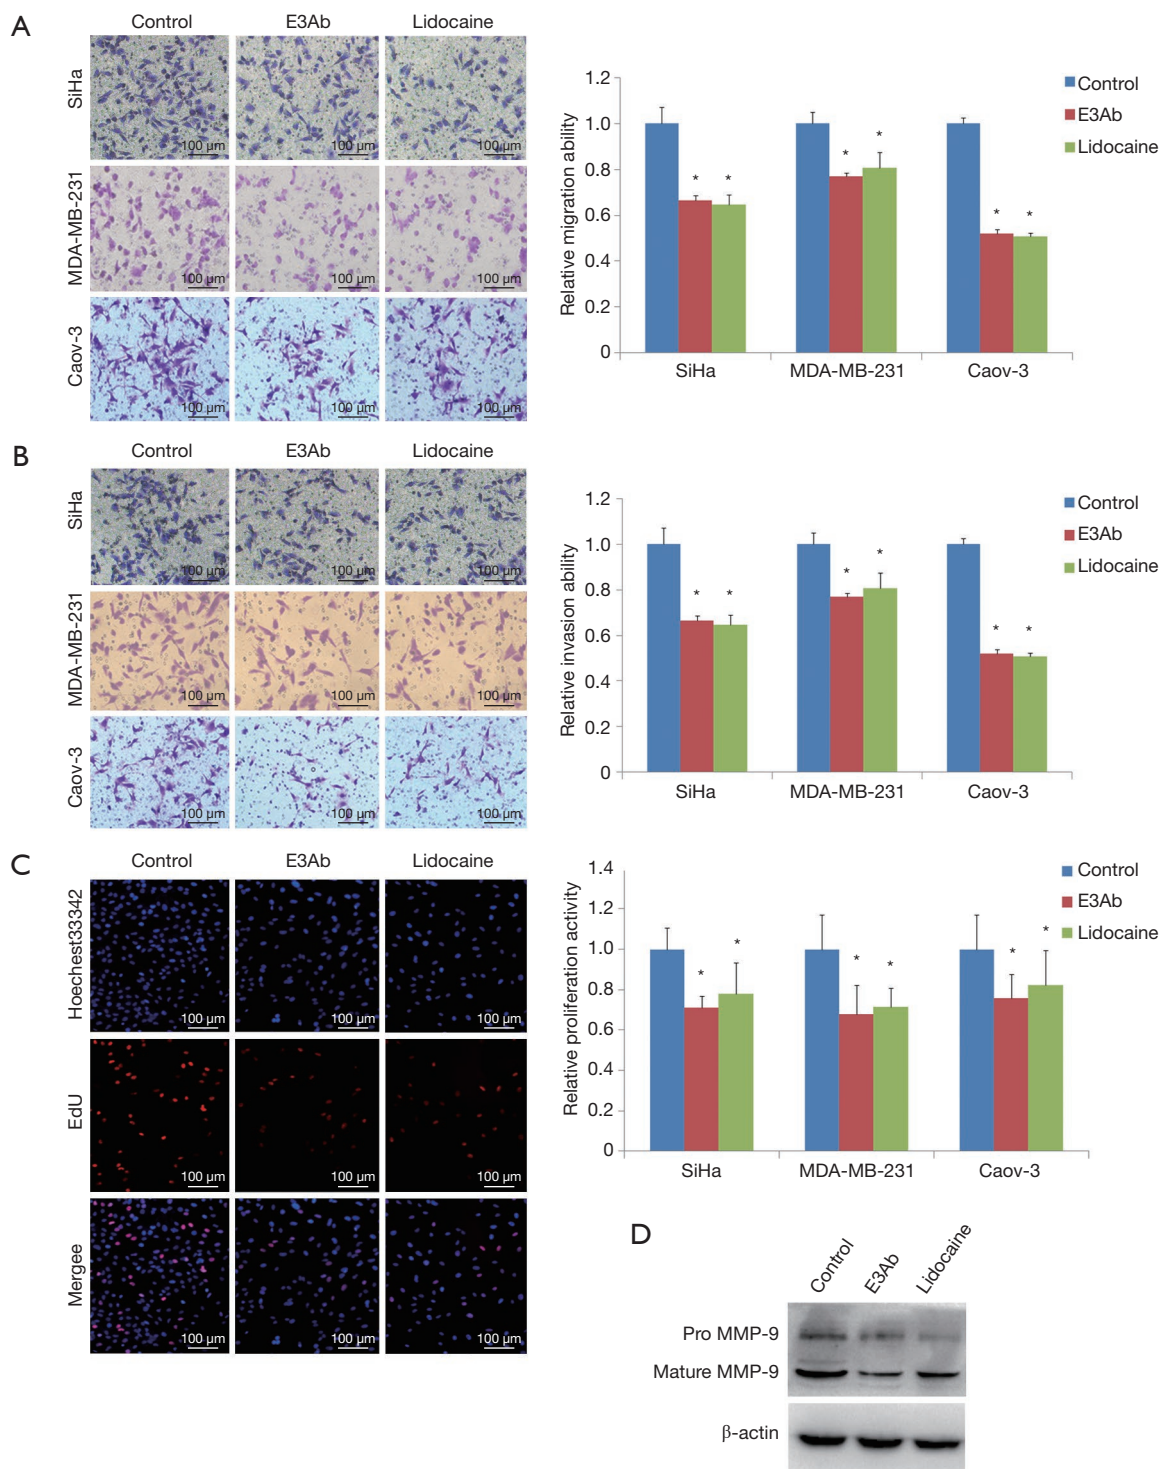 A
Control E3Ab Lidocaine
SiHa
100 µm 100 µm 100 µm
MDA-MB-231
100 µm 100 µm 100 µm
Caov-3
100 µm 100 µm 100 µm
Relative migration ability
1.2
1.0
0.8
0.6
0.4
0.2
0
* * * * * *
SiHa MDA-MB-231 Caov-3
Control
E3Ab
Lidocaine
B
Control E3Ab Lidocaine
SiHa
100 µm 100 µm 100 µm
MDA-MB-231
100 µm 100 µm 100 µm
Caov-3
100 µm 100 µm 100 µm
Relative invasion ability
1.2
1.0
0.8
0.6
0.4
0.2
0
* * * * * *
SiHa MDA-MB-231 Caov-3
Control
E3Ab
Lidocaine
C
Control E3Ab Lidocaine
Hoechest33342
100 µm 100 µm 100 µm
EdU
100 µm 100 µm 100 µm
Mergee
100 µm 100 µm 100 µm
Relative proliferation activity
1.4
1.2
1.0
0.8
0.6
0.4
0.2
0
* * * * * *
SiHa MDA-MB-231 Caov-3
Control
E3Ab
Lidocaine
D
Control E3Ab Lidocaine
Pro MMP-9
Mature MMP-9
β-actin